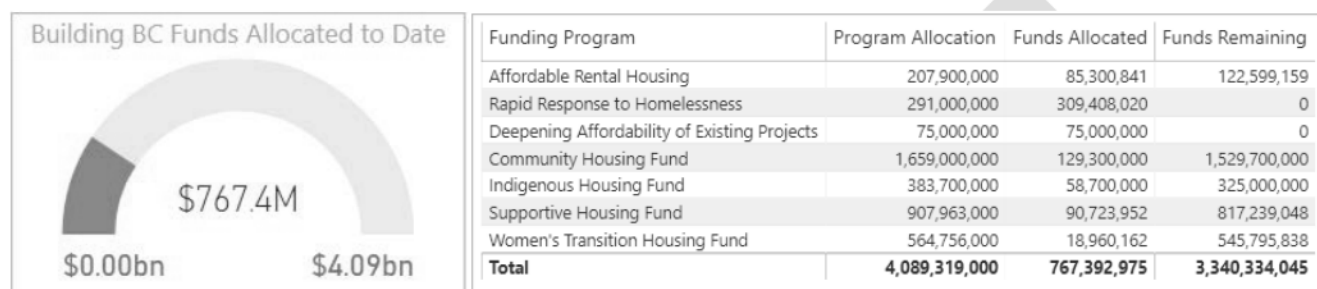 Building BC Funds Allocated to Date
$767.4M
$0.00bn $4.09bn
Funding Program Program Allocation Funds Allocated Funds Remaining
Affordable Rental Housing 207,900,000 85,300,841 122,599,159
Rapid Response to Homelessness 291,000,000 309,408,020 0
Deepening Affordability of Existing Projects 75,000,000 75,000,000 0
Community Housing Fund 1,659,000,000 129,300,000 1,529,700,000
Indigenous Housing Fund 383,700,000 58,700,000 325,000,000
Supportive Housing Fund 907,963,000 90,723,952 817,239,048
Women's Transition Housing Fund 564,756,000 18,960,162 545,795,838
Total 4,089,319,000 767,392,975 3,340,334,045